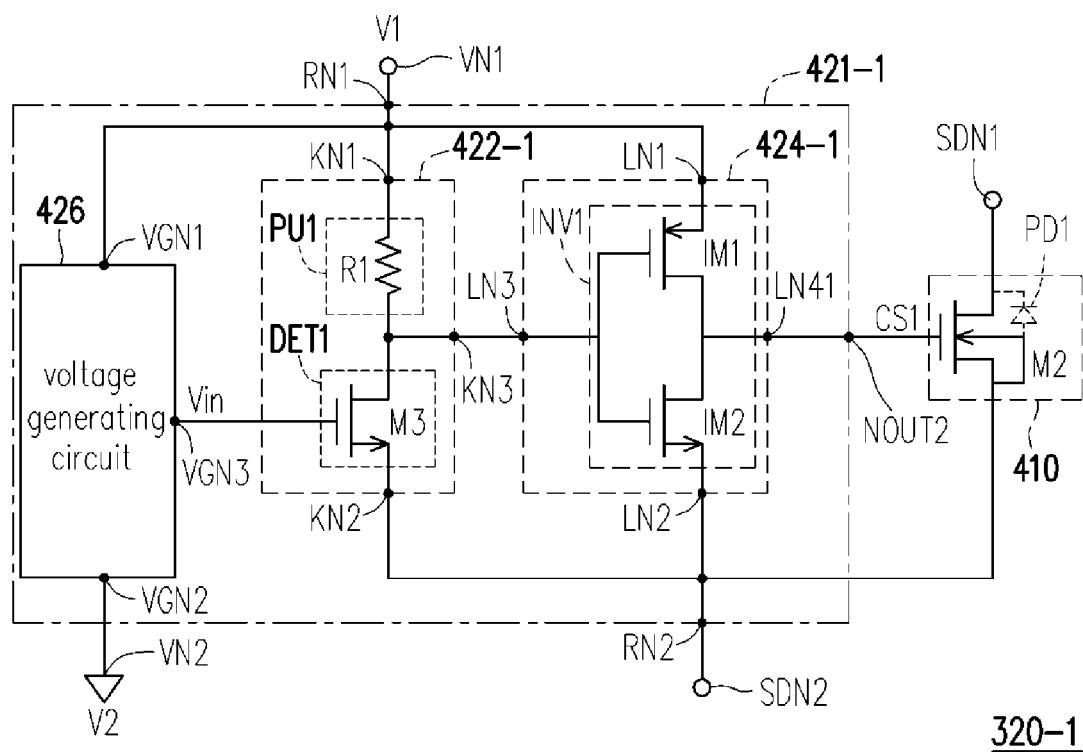 V1
VN1
RN1
421-1
SDN1
KN1
422-1
LN1
424-1
426
VGN1
PU1
R1
INV1
IM1
PD1
LN3
LN41
CS1
DET1
KN3
M2
voltage
generating
circuit
Vin
VGN3
M3
IM2
NOUT2
410
KN2
LN2
VGN2
RN2
VN2
V2
SDN2
320-1